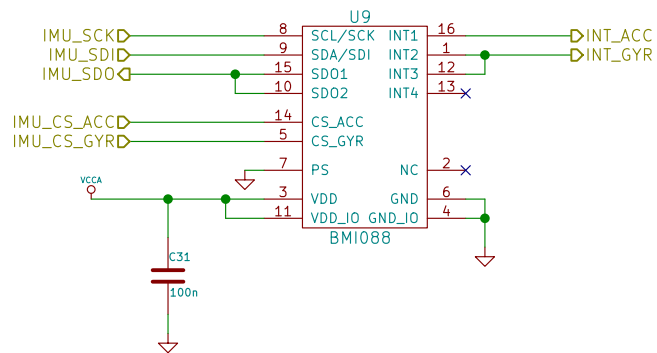 U9
IMU_SCK 8 SCL/SCK INT1 16 INT_ACC
IMU_SDI 9 SDA/SDI INT2 1 INT_GYR
IMU_SDO 15 SDO1 INT3 12
10 SDO2 INT4 13
IMU_CS_ACC 14 CS_ACC
IMU_CS_GYR 5 CS_GYR
7 PS NC 2
VCCA
3 VDD GND 6
11 VDD_IO GND_IO 4
BMI088
C31
100n